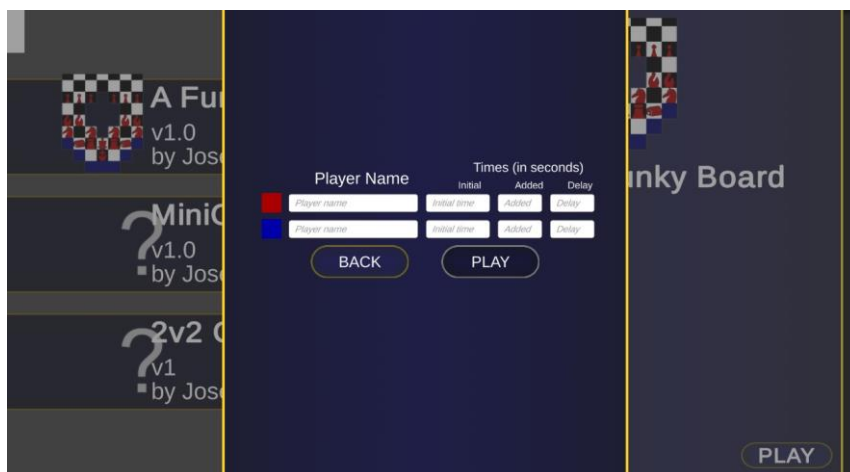 A Fu
v1.0
by Jos
Mini
v1.0
by Jos
2v2
v1
by Jos
Times (in seconds)
Player Name Initial Added Delay
Player name Initial time Added Delay
Player name Initial time Added Delay
BACK PLAY
nky Board
PLAY